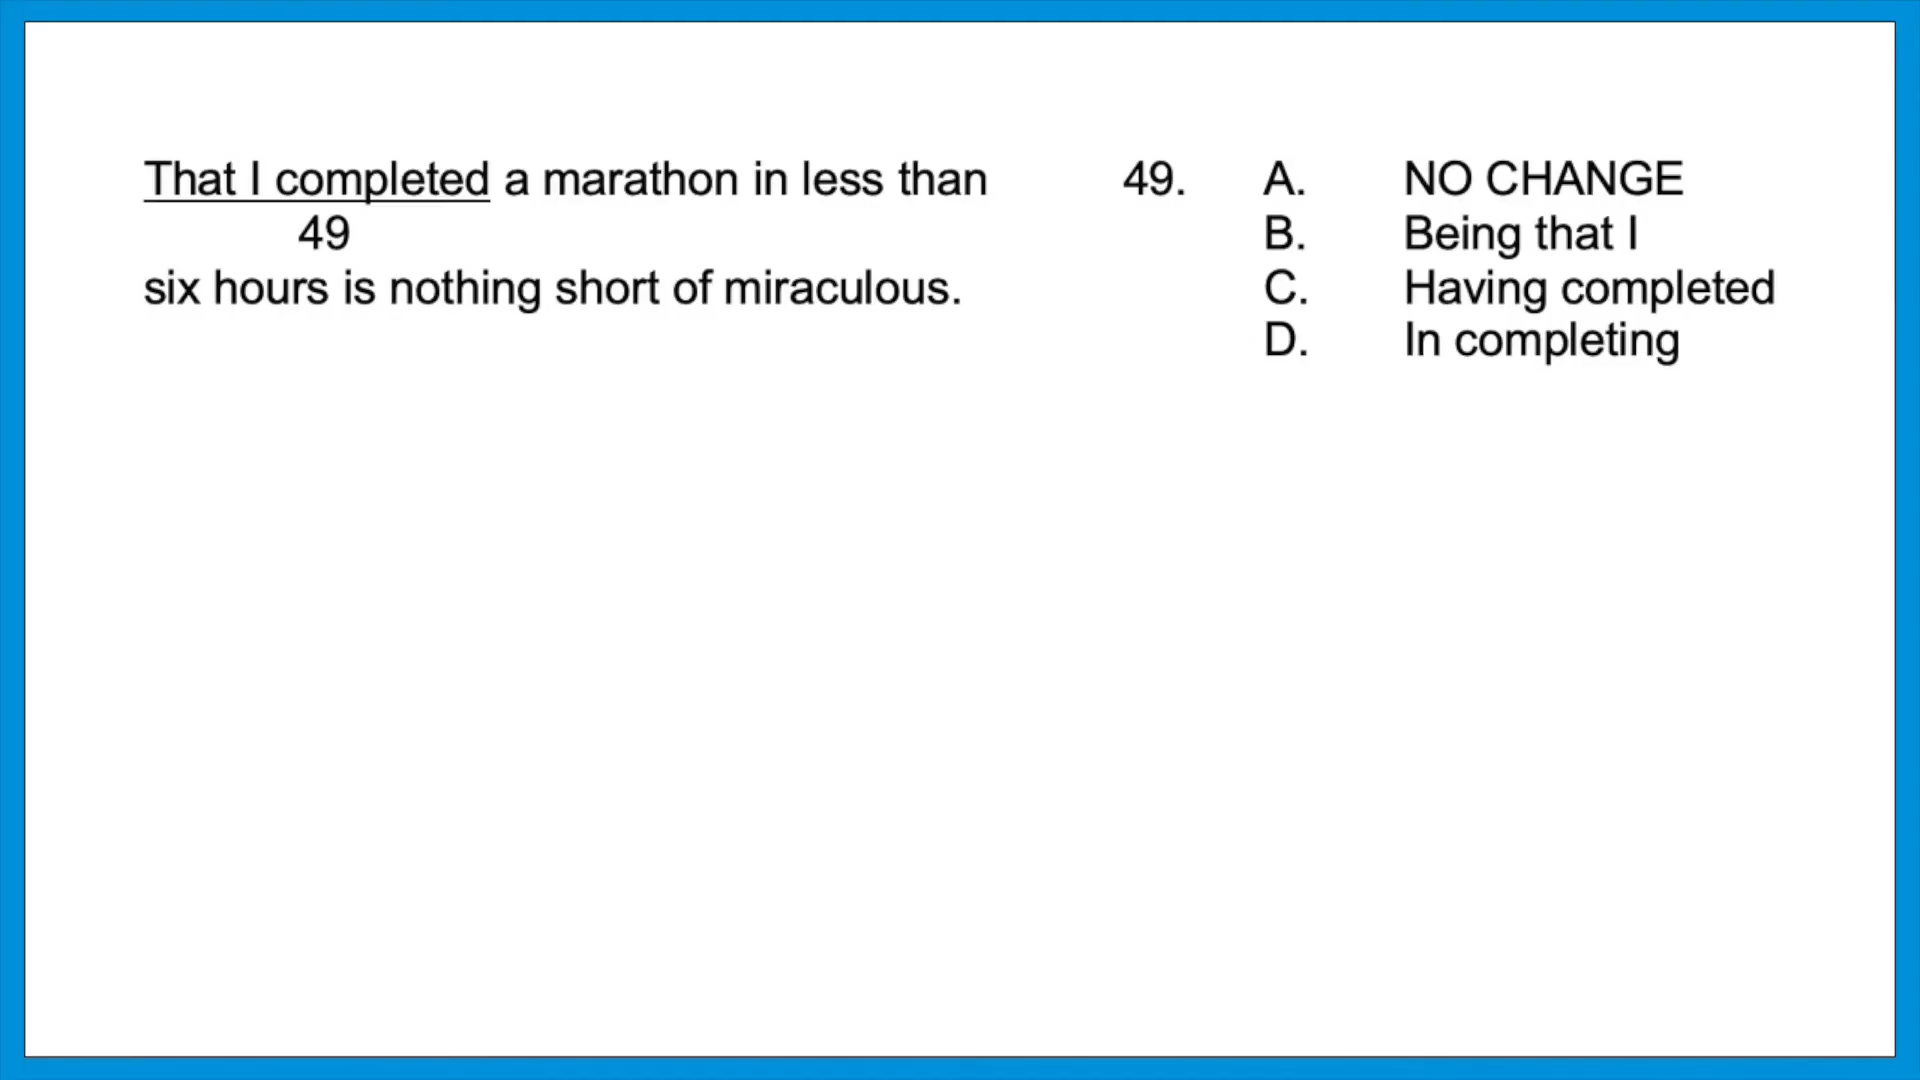 That I completed a marathon in less than
49
six hours is nothing short of miraculous.
49. A. NO CHANGE
B. Being that I
C. Having completed
D. In completing